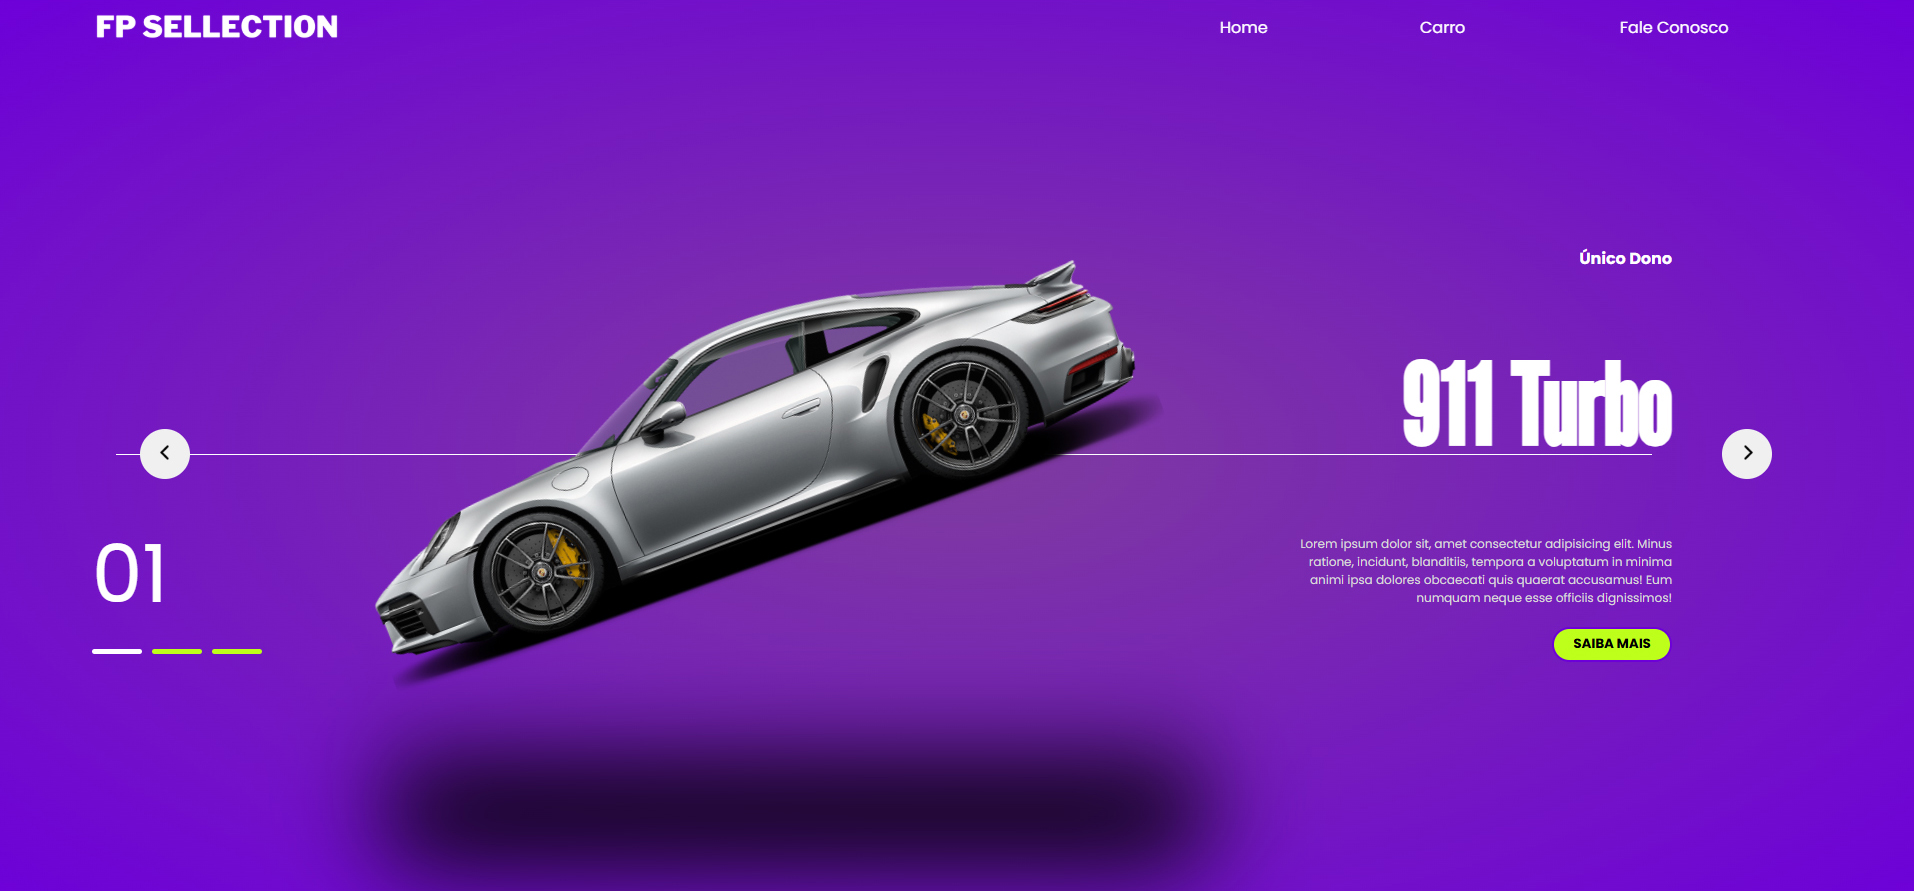 FP SELLECTION
Home
Carro
Fale Conosco
Único Dono
911 Turbo
01
Lorem ipsum dolor sit, amet consectetur adipisicing elit. Minus
ratione, incidunt, blanditiis, tempora a voluptatum in minima
animi ipsa dolores obcaecati quis quaerat accusamus! Eum
numquam neque esse officiis dignissimos!
SAIBA MAIS